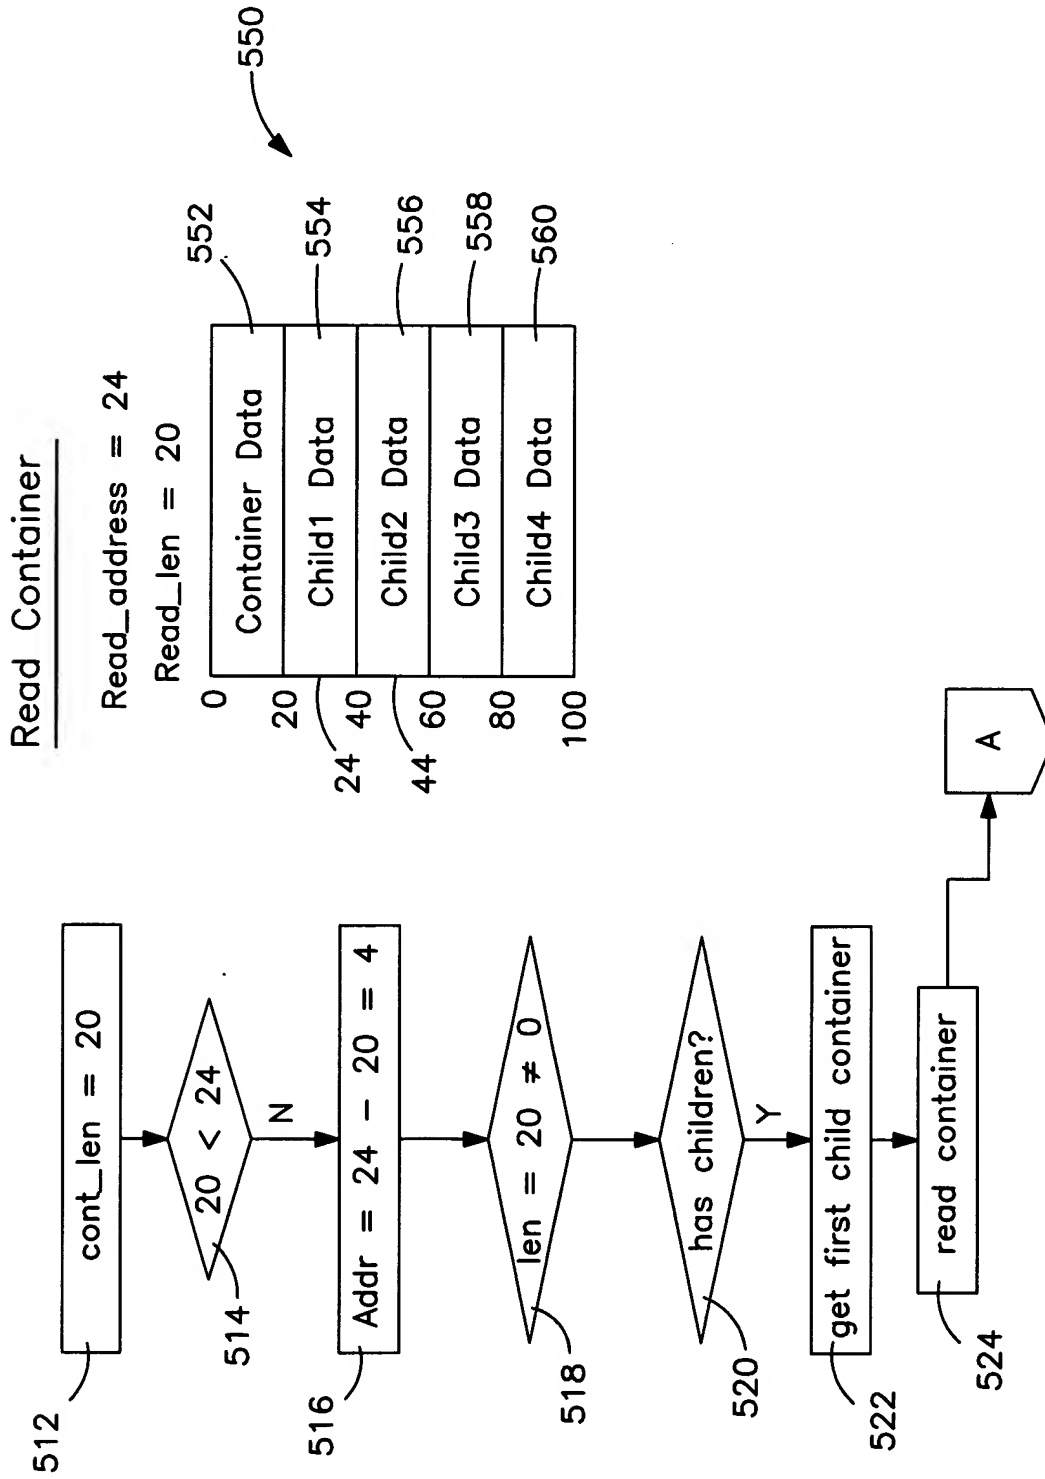 Read Container
Read_address = 24
Read_len = 20
550
552
554
556
558
560
0
20
40
60
80
100
24
44
Container Data
Child1 Data
Child2 Data
Child3 Data
Child4 Data
512
cont_len = 20
514
20 < 24
N
516
Addr = 24 - 20 = 4
518
len = 20 ≠ 0
520
has children?
Y
522
get first child container
524
read container
A